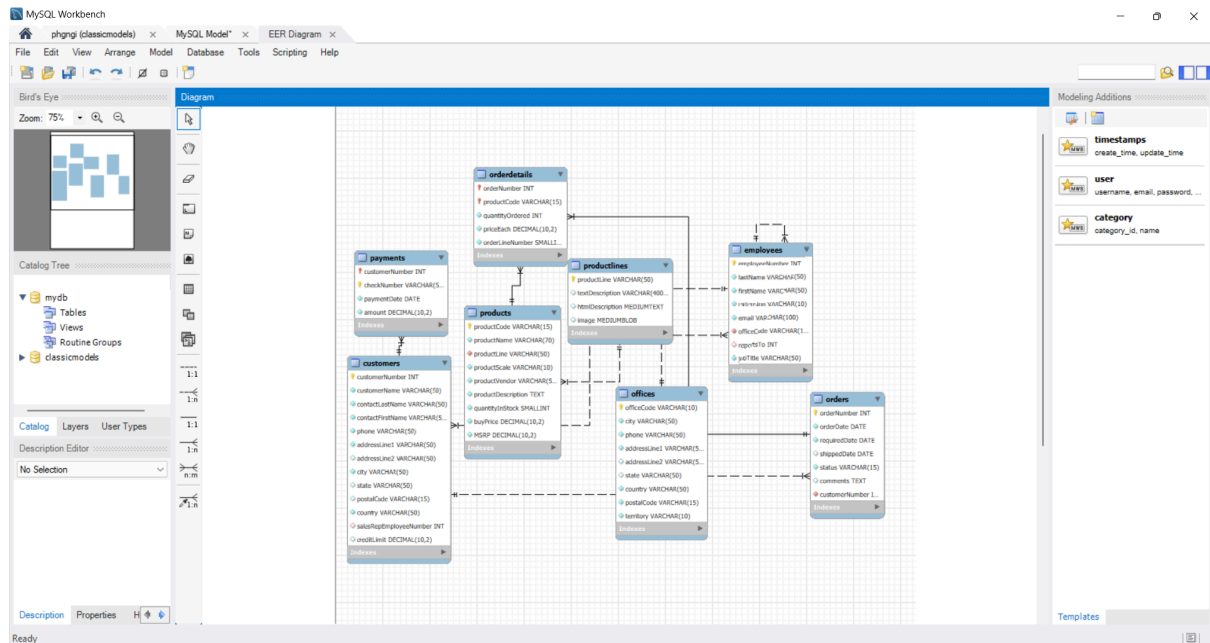 MySQL Workbench
phgngi (classicmodels) ×
MySQL Model* ×
EER Diagram ×
File Edit View Arrange Model Database Tools Scripting Help
Bird's Eye
Zoom: 75%
Catalog Tree
mydb
Tables
Views
Routine Groups
classicmodels
Catalog Layers User Types
Description Editor
No Selection
Description Properties H
Ready
Diagram
1:1
1:n
1:1
1:n
n:m
1:n
orderdetails
orderNumber INT
productCode VARCHAR(15)
quantityOrdered INT
priceEach DECIMAL(10,2)
orderLineNumber SMALLI...
Indexes
payments
customerNumber INT
checkNumber VARCHAR(5...
paymentDate DATE
amount DECIMAL(10,2)
Indexes
productlines
productLine VARCHAR(50)
textDescription VARCHAR(400...
htmlDescription MEDIUMTEXT
image MEDIUMBLOB
Indexes
employees
employeeNumber INT
lastName VARCHAR(50)
firstName VARCHAR(50)
extension VARCHAR(10)
email VARCHAR(100)
officeCode VARCHAR(1...
reportsTo INT
jobTitle VARCHAR(50)
Indexes
products
productCode VARCHAR(15)
productName VARCHAR(70)
productLine VARCHAR(50)
productScale VARCHAR(10)
productVendor VARCHAR(5...
productDescription TEXT
quantityInStock SMALLINT
buyPrice DECIMAL(10,2)
MSRP DECIMAL(10,2)
Indexes
customers
customerNumber INT
customerName VARCHAR(50)
contactLastName VARCHAR(50)
contactFirstName VARCHAR(5...
phone VARCHAR(50)
addressLine1 VARCHAR(50)
addressLine2 VARCHAR(50)
city VARCHAR(50)
state VARCHAR(50)
postalCode VARCHAR(15)
country VARCHAR(50)
salesRepEmployeeNumber INT
creditLimit DECIMAL(10,2)
Indexes
offices
officeCode VARCHAR(10)
city VARCHAR(50)
phone VARCHAR(50)
addressLine1 VARCHAR(5...
addressLine2 VARCHAR(5...
state VARCHAR(50)
country VARCHAR(50)
postalCode VARCHAR(15)
territory VARCHAR(10)
Indexes
orders
orderNumber INT
orderDate DATE
requiredDate DATE
shippedDate DATE
status VARCHAR(15)
comments TEXT
customerNumber I...
Indexes
Modeling Additions
timestamps
create_time, update_time
user
username, email, password, ...
category
category_id, name
Templates